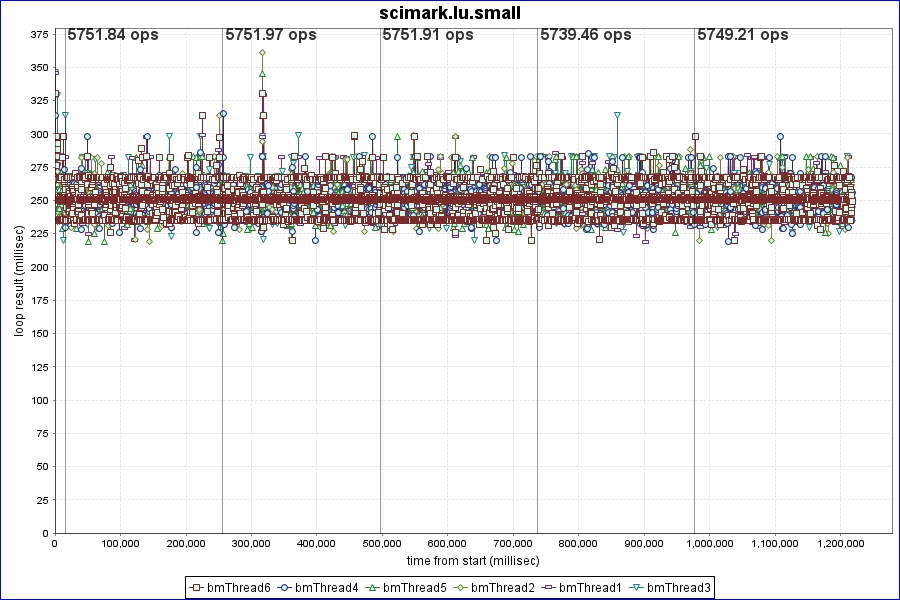 scimark.lu.small
5751.84 ops 5751.97 ops 5751.91 ops 5739.46 ops 5749.21 ops
375
350
325
300
275
250
225
200
175
150
125
100
75
50
25
0
loop result (millisec)
0 100,000 200,000 300,000 400,000 500,000 600,000 700,000 800,000 900,000 1,000,000 1,100,000 1,200,000
time from start (millisec)
bmThread6 bmThread4 bmThread5 bmThread2 bmThread1 bmThread3